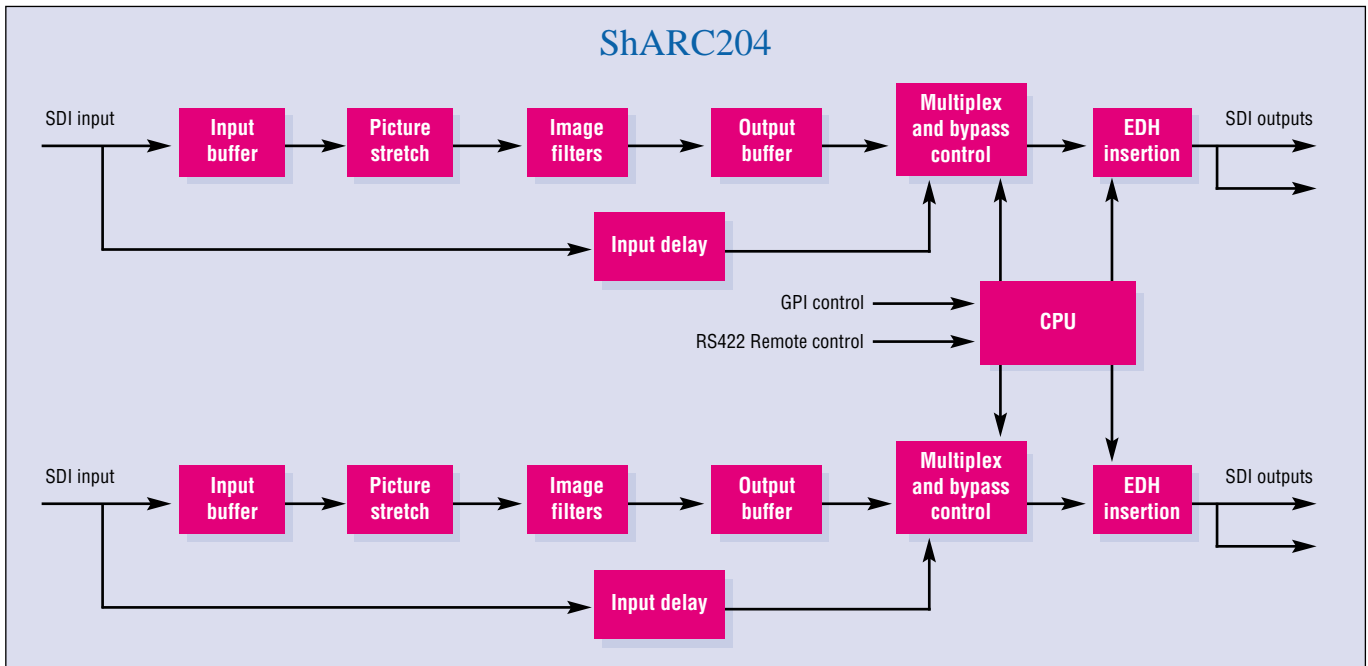 ShARC204
SDI input
Input
buffer
Picture
stretch
Image
filters
Output
buffer
Multiplex
and bypass
control
EDH
insertion
SDI outputs
Input delay
GPI control
RS422 Remote control
CPU
SDI input
Input
buffer
Picture
stretch
Image
filters
Output
buffer
Multiplex
and bypass
control
EDH
insertion
SDI outputs
Input delay